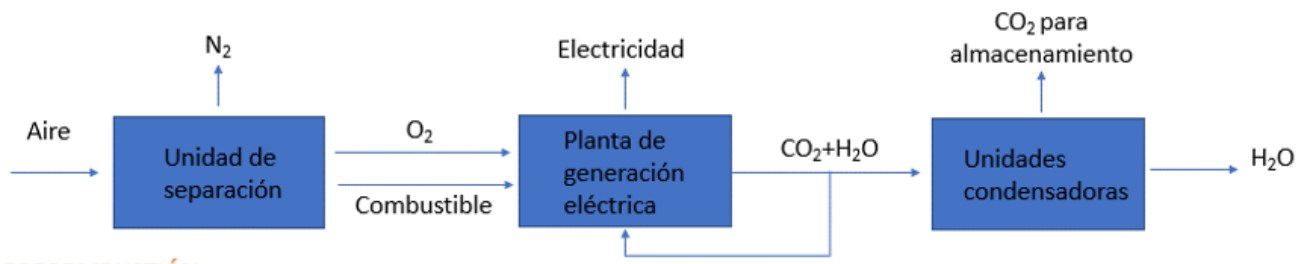 N₂
Electricidad
CO₂ para
almacenamiento
Aire
Unidad de
separación
O₂
Combustible
Planta de
generación
eléctrica
CO₂+H₂O
Unidades
condensadoras
H₂O